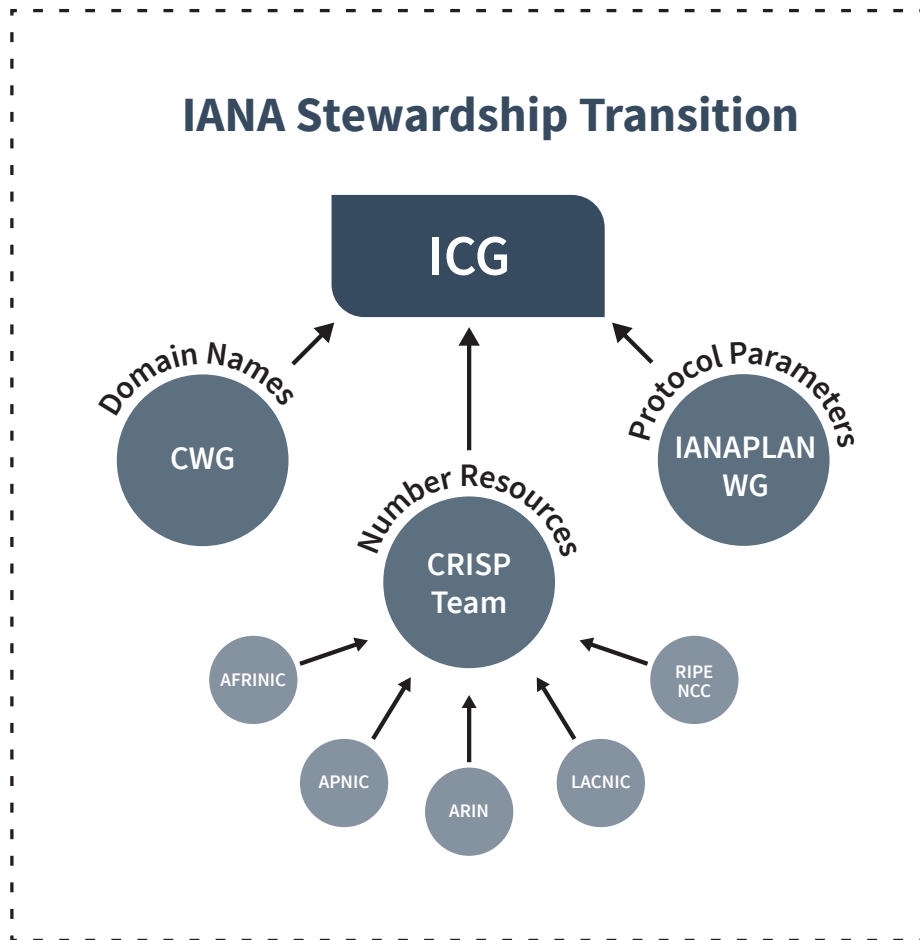 IANA Stewardship Transition
ICG
Domain Names
CWG
Protocol Parameters
IANAPLAN
WG
Number Resources
CRISP
Team
AFRINIC
APNIC
ARIN
LACNIC
RIPE
NCC